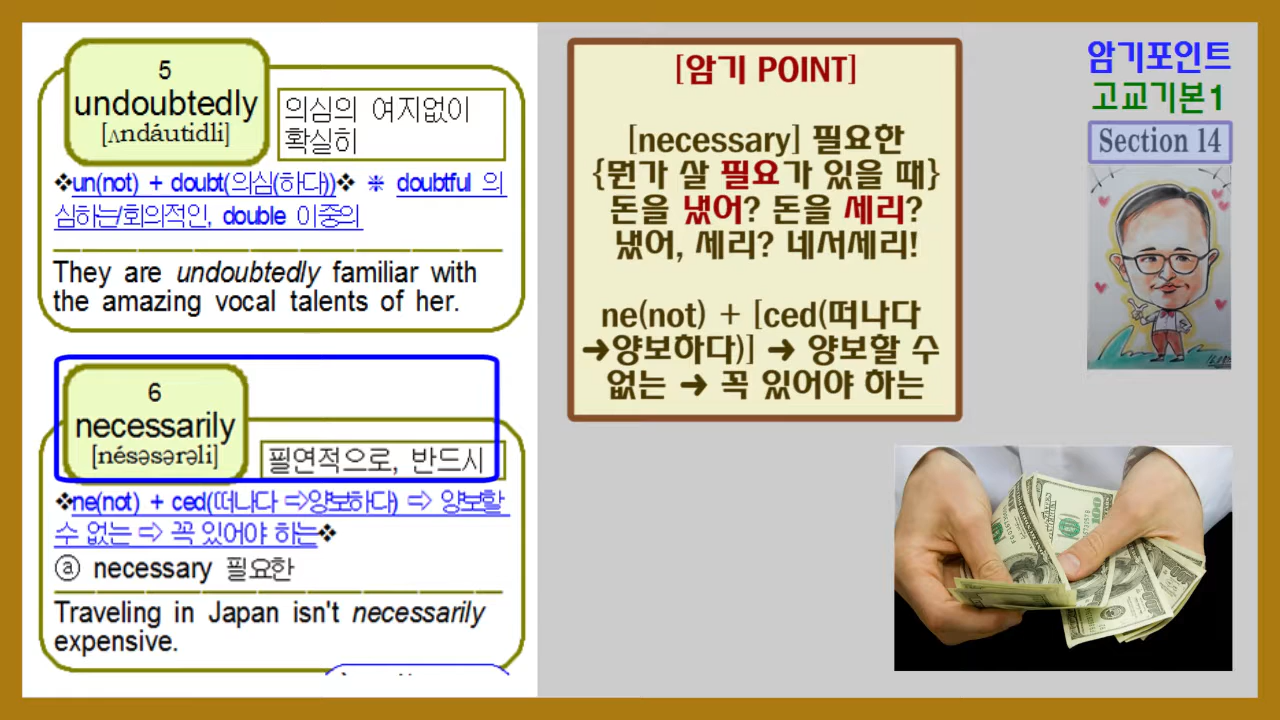 5
undoubtedly
[ʌndáutidli]
의심의 여지없이
확실히
❖un(not) + doubt(의심(하다))❖ ❈ doubtful 의
심하는/회의적인, double 이중의
They are undoubtedly familiar with
the amazing vocal talents of her.
6
necessarily
[nésəsərəli]
필연적으로, 반드시
❖ne(not) + ced(떠나다 ⇨양보하다) ⇨ 양보할
수 없는 ⇨ 꼭 있어야 하는❖
ⓐ necessary 필요한
Traveling in Japan isn't necessarily
expensive.
[암기 POINT]
[necessary] 필요한
{뭔가 살 필요가 있을 때}
돈을 냈어? 돈을 세리?
냈어, 세리? 네서세리!
ne(not) + [ced(떠나다
➜양보하다)] ➜ 양보할 수
없는 ➜ 꼭 있어야 하는
암기포인트
고교기본1
Section 14